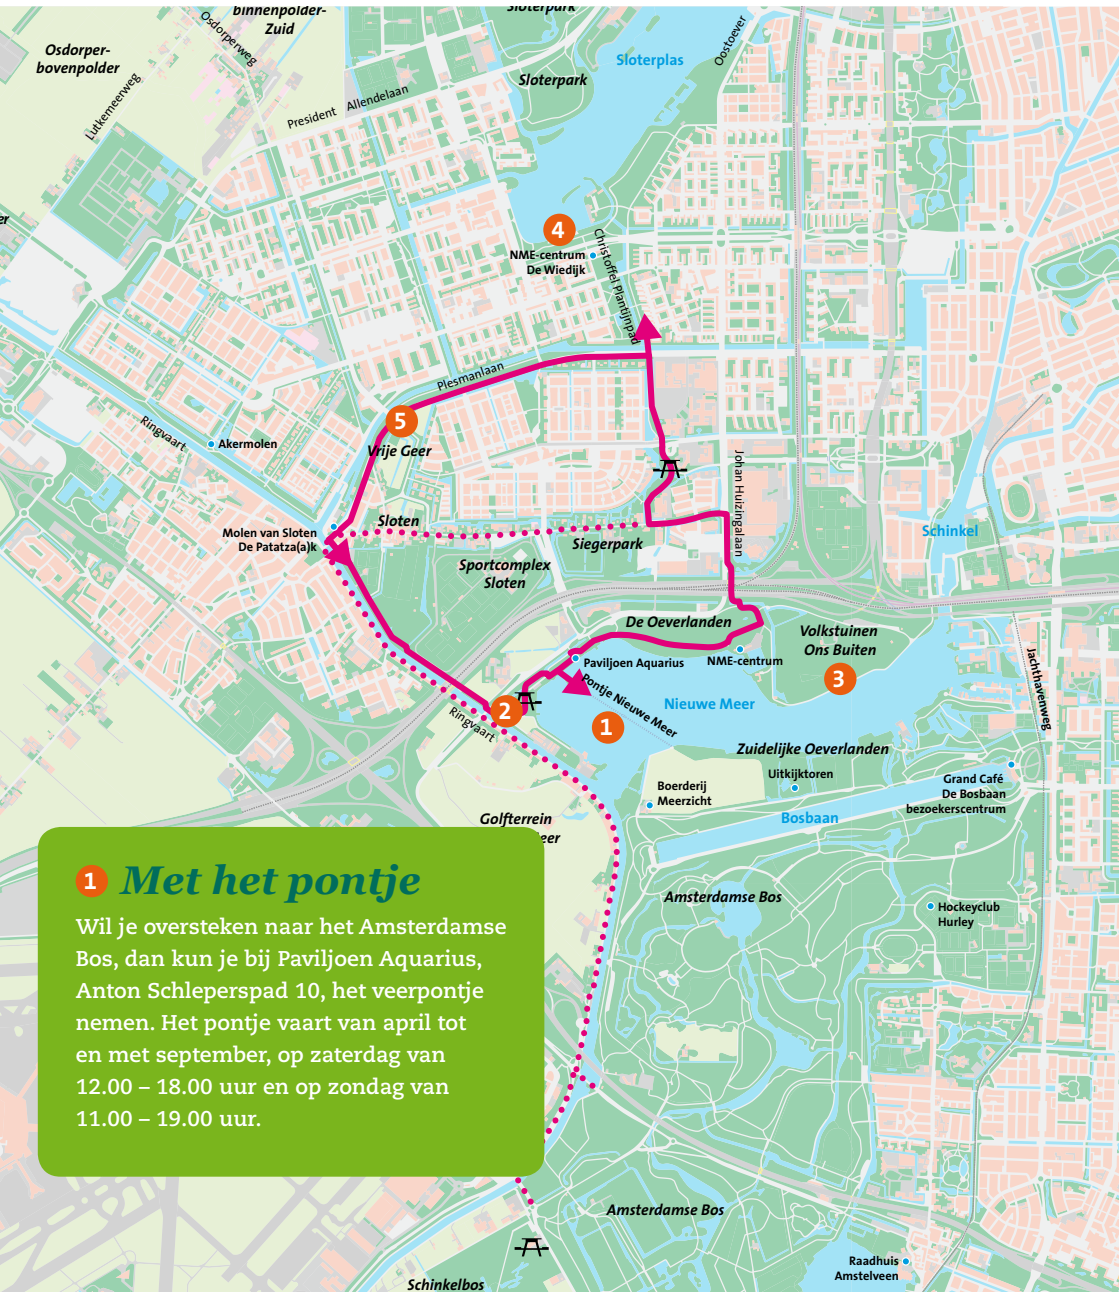 binnenpolder-
Zuid
Sloterpark
Osdorperweg
Osdorper-
bovenpolder
Lutkemeerweg
Sloterplas
Oostoever
Sloterpark
President Allendelaan
4
NME-centrum
De Wiedijk
Christoffel Plantijnpad
Plesmanlaan
5
Vrije Geer
Ringvaart
Akermolen
Johan Huizingalaan
Molen van Sloten
De Patatza(a)k
Sloten
Siegerpark
Schinkel
Sportcomplex
Sloten
De Oeverlanden
Volkstuinen
Ons Buiten
3
Paviljoen Aquarius
NME-centrum
Jachthavenweg
Pontje Nieuwe Meer
Nieuwe Meer
2
1
Ringvaart
Zuidelijke Oeverlanden
Uitkijktoren
Boerderij
Meerzicht
Grand Café
De Bosbaan
bezoekerscentrum
Bosbaan
Golfterrein
eer
Amsterdamse Bos
Hockeyclub
Hurley
1 Met het pontje
Wil je oversteken naar het Amsterdamse
Bos, dan kun je bij Paviljoen Aquarius,
Anton Schleperspad 10, het veerpontje
nemen. Het pontje vaart van april tot
en met september, op zaterdag van
12.00 – 18.00 uur en op zondag van
11.00 – 19.00 uur.
Amsterdamse Bos
Raadhuis
Amstelveen
Schinkelbos